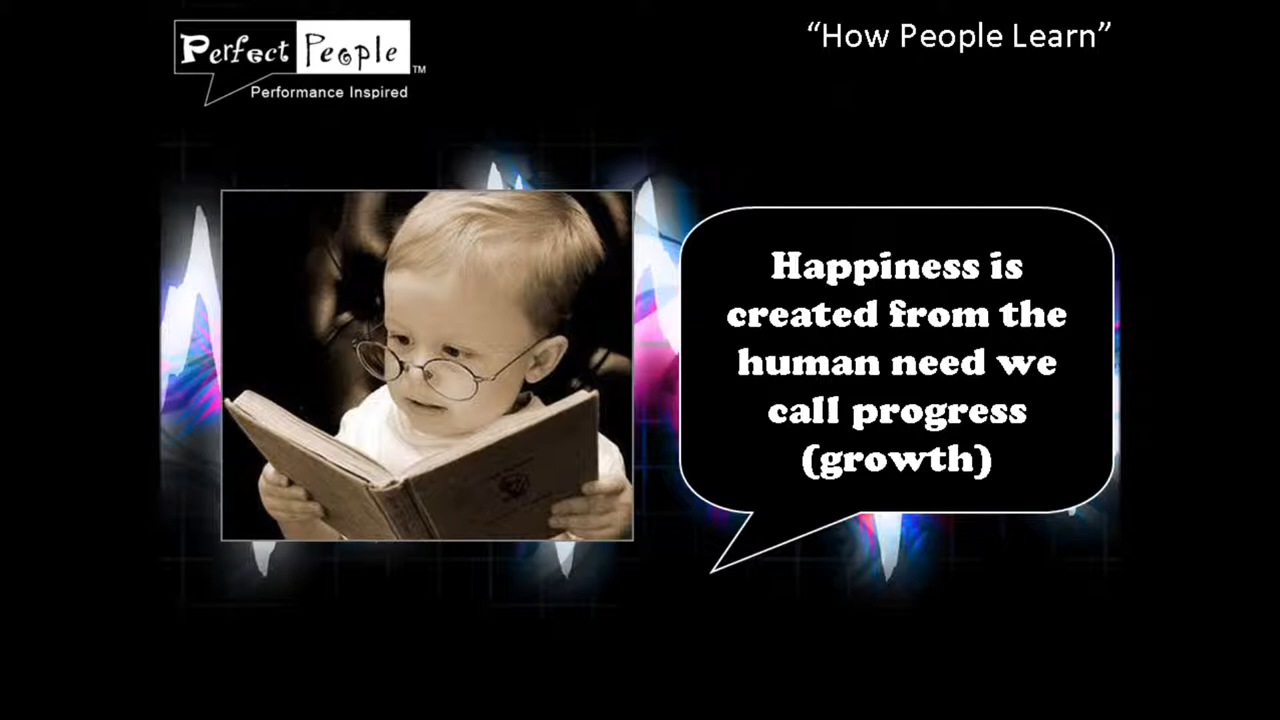 Perfect People
TM
Performance Inspired
“How People Learn”
Happiness is
created from the
human need we
call progress
(growth)